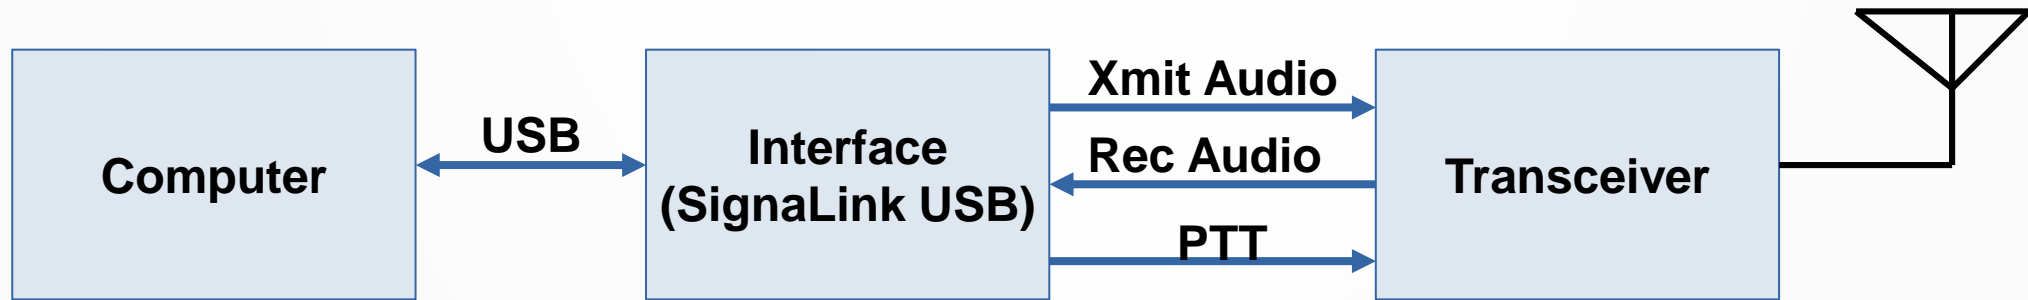 Computer
USB
Interface
(SignaLink USB)
Xmit Audio
Rec Audio
PTT
Transceiver